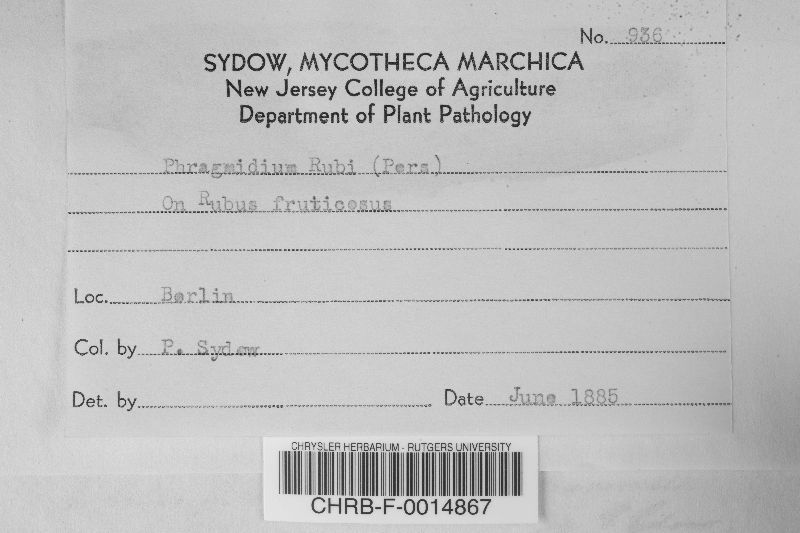 No. 936
SYDOW, MYCOTHECA MARCHICA
New Jersey College of Agriculture
Department of Plant Pathology
Phragmidium Rubi (Pers)
On Rubus fruticosus
Loc. Berlin
Col. by P. Sydow
Det. by
Date June 1885
CHRYSLER HERBARIUM - RUTGERS UNIVERSITY
CHRB-F-0014867